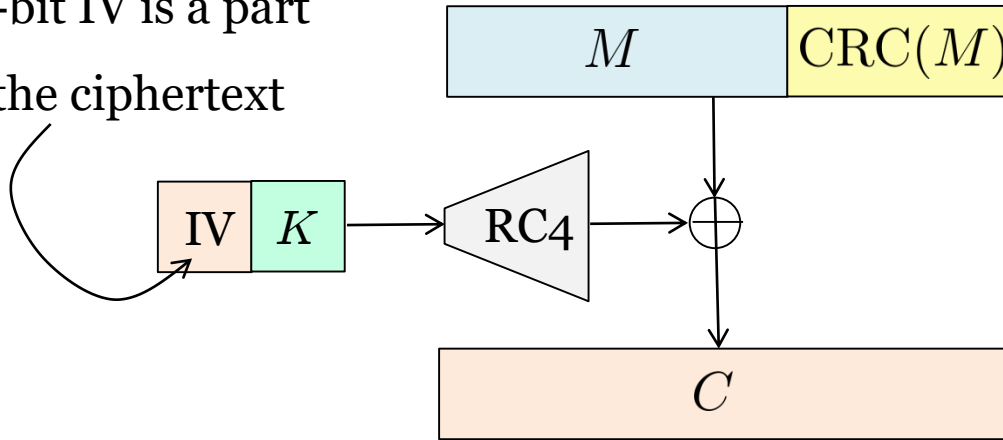 -bit IV is a part
the ciphertext
M
CRC(M)
IV
K
RC4
C